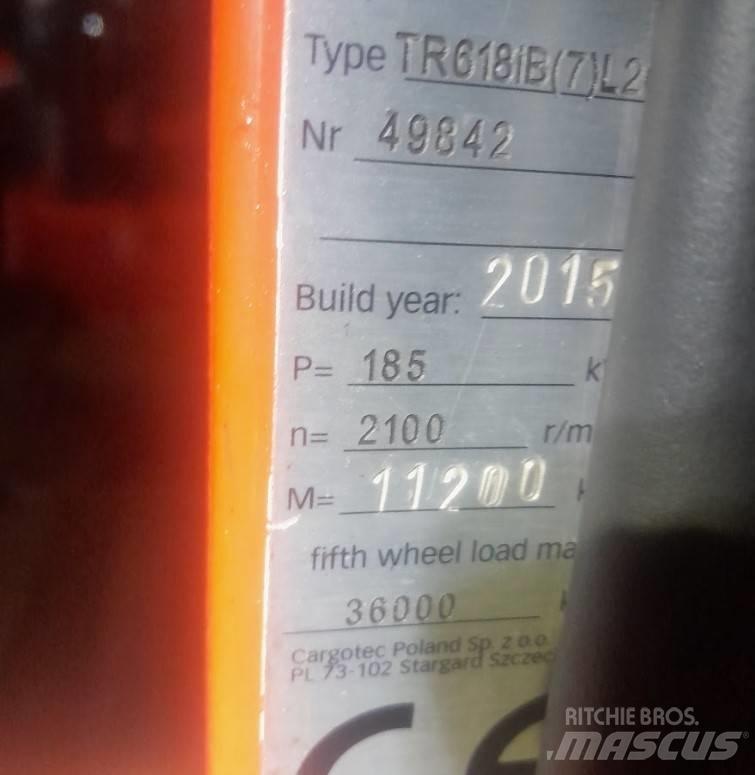 Type TR618iB(7)L2
Nr 49842
Build year: 2015
P= 185 k
n= 2100 r/m
M= 11200
fifth wheel load ma
36000
Cargotec Poland Sp. z o.o.
PL 73-102 Stargard Szczec
CE
RITCHIE BROS.
MASCUS